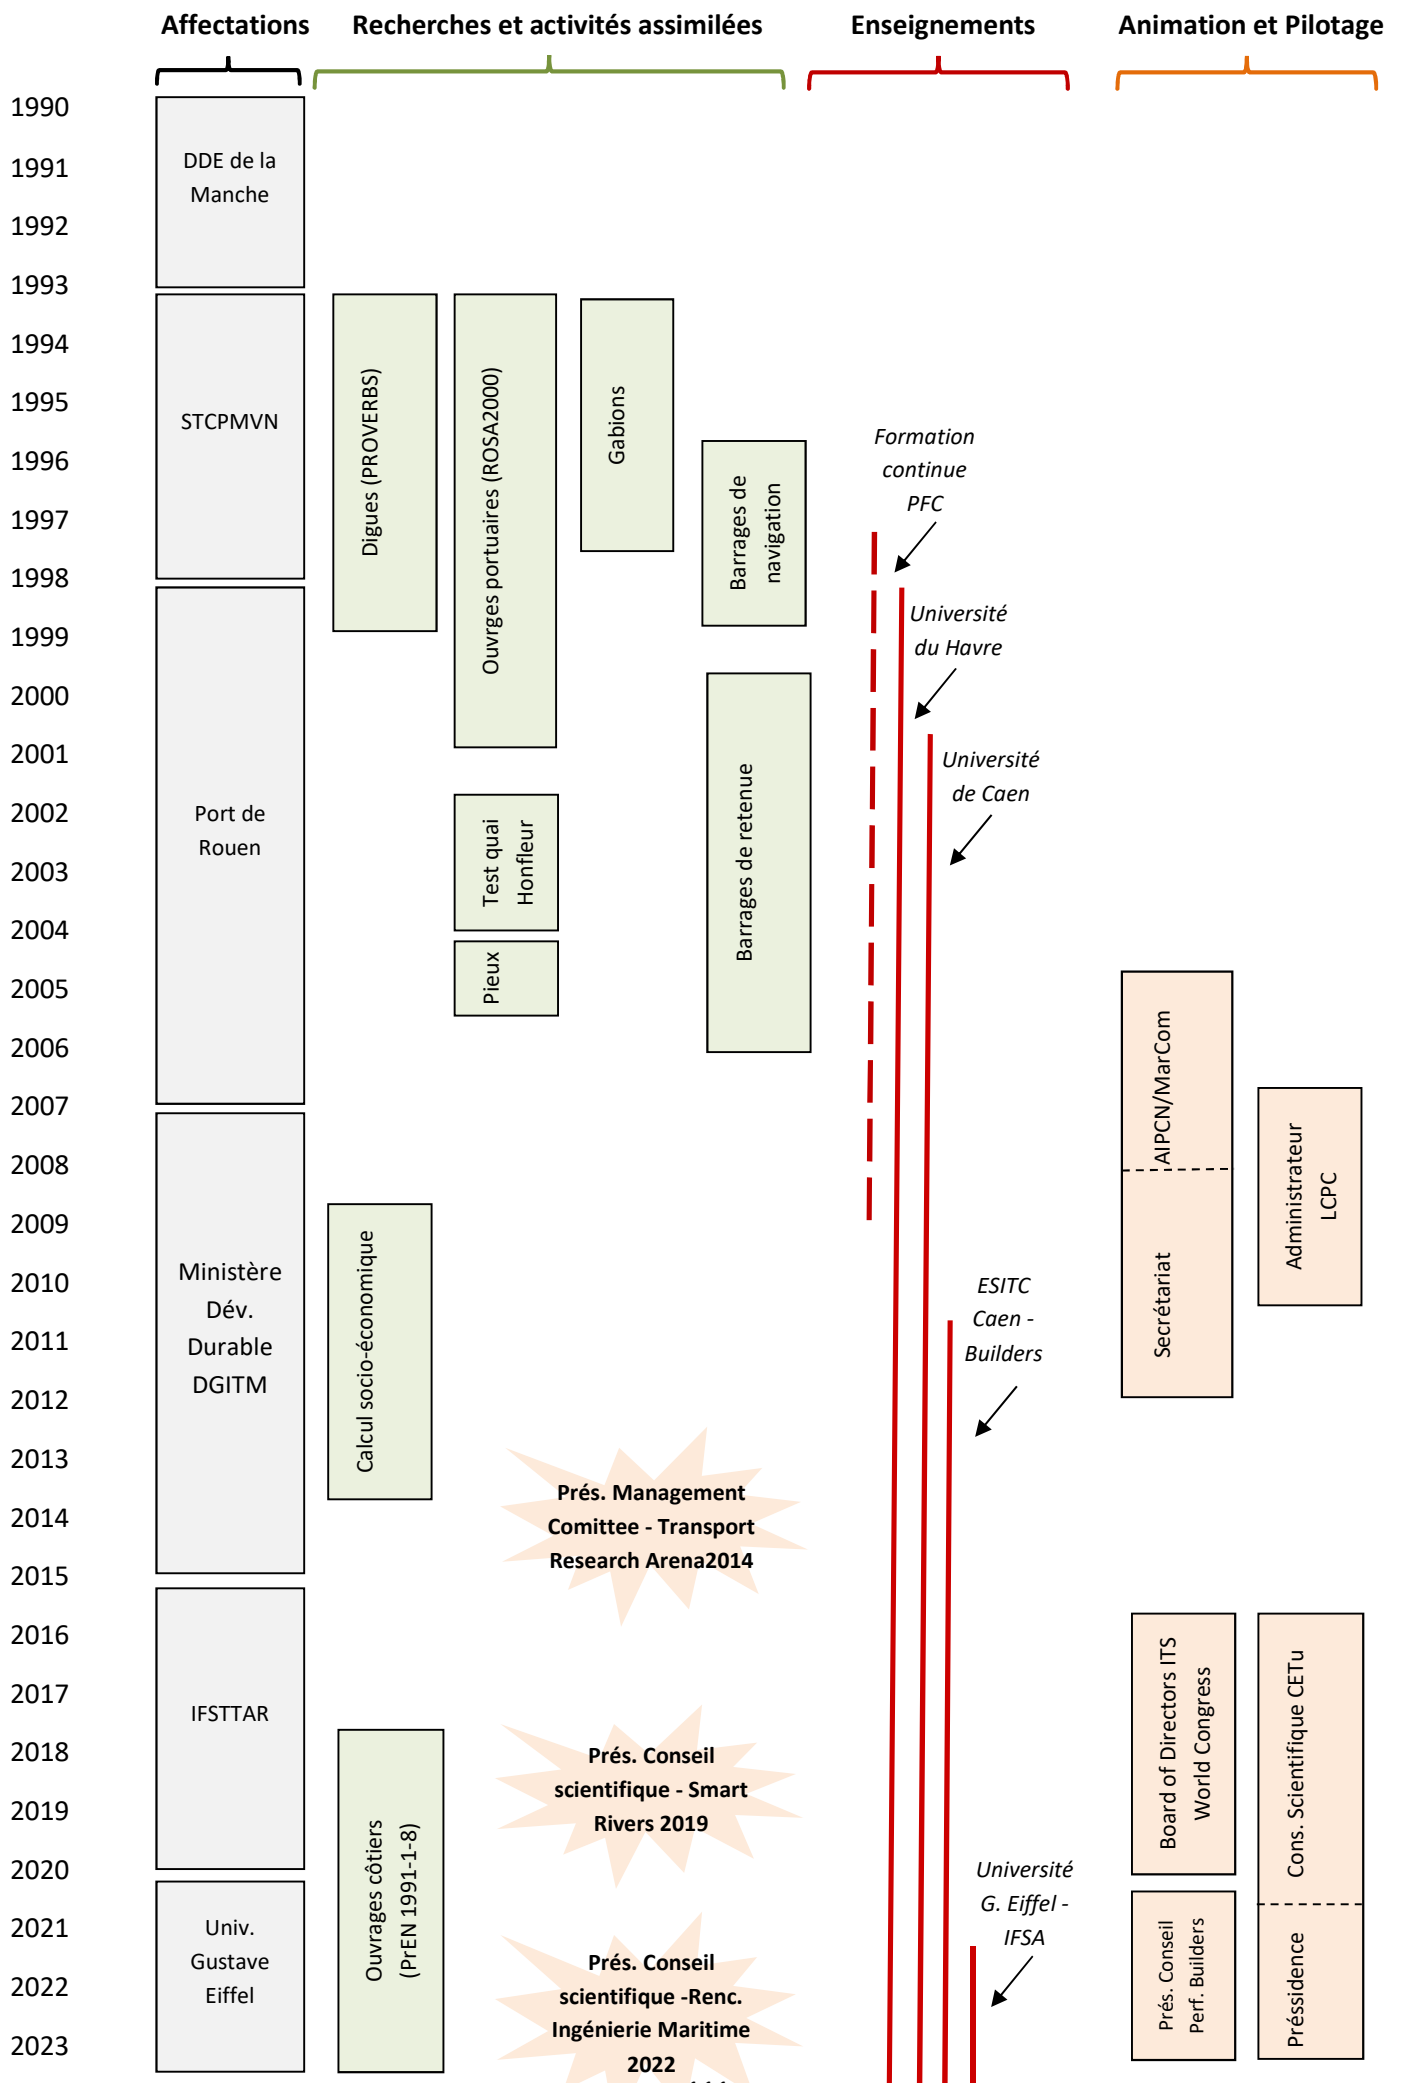 Affectations
Recherches et activités assimilées
Enseignements
Animation et Pilotage
1990
1991
1992
1993
1994
1995
1996
1997
1998
1999
2000
2001
2002
2003
2004
2005
2006
2007
2008
2009
2010
2011
2012
2013
2014
2015
2016
2017
2018
2019
2020
2021
2022
2023
DDE de la
Manche
STCPMVN
Port de
Rouen
Ministère
Dév.
Durable
DGITM
IFSTTAR
Univ.
Gustave
Eiffel
Digues (PROVERBS)
Ouvrges portuaires (ROSA2000)
Gabions
Barrages de
navigation
Test quai
Honfleur
Pieux
Barrages de retenue
Calcul socio-économique
Prés. Management
Comittee - Transport
Research Arena2014
Prés. Conseil
scientifique - Smart
Rivers 2019
Ouvrages côtiers
(PrEN 1991-1-8)
Prés. Conseil
scientifique -Renc.
Ingénierie Maritime
2022
Formation
continue
PFC
Université
du Havre
Université
de Caen
ESITC
Caen -
Builders
Université
G. Eiffel -
IFSA
AIPCN/MarCom
Secrétariat
Administrateur
LCPC
Board of Directors ITS
World Congress
Cons. Scientifique CETu
Prés. Conseil
Perf. Builders
Préssidence